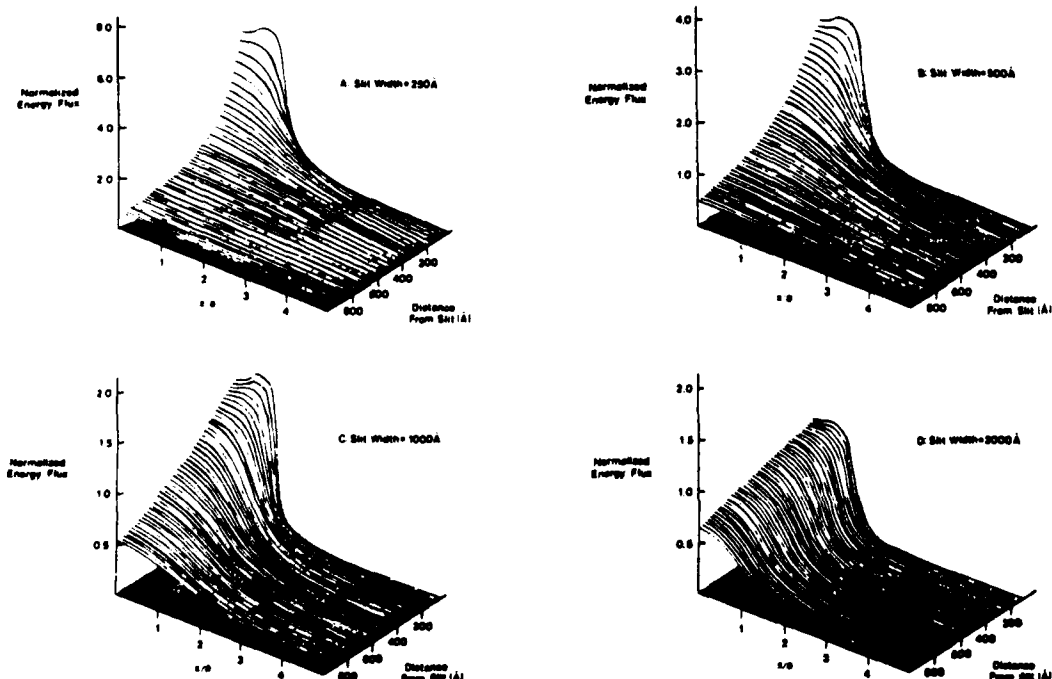 8.0
6.0
4.0
2.0
Normalized
Energy Flux
A: Slit Width = 250Å
1
2
3
4
800
600
400
200
Distance
From Slit (Å)
4.0
3.0
2.0
1.0
Normalized
Energy Flux
B: Slit Width = 500Å
1
2
3
4
800
600
400
200
Distance
From Slit (Å)
2.0
1.5
1.0
0.5
Normalized
Energy Flux
C: Slit Width = 1000Å
1
2
3
4
x/a
800
600
400
200
Distance
From Slit (Å)
2.0
1.5
1.0
0.5
Normalized
Energy Flux
D: Slit Width = 2000Å
1
2
3
4
x/a
800
600
400
200
Distance
From Slit (Å)